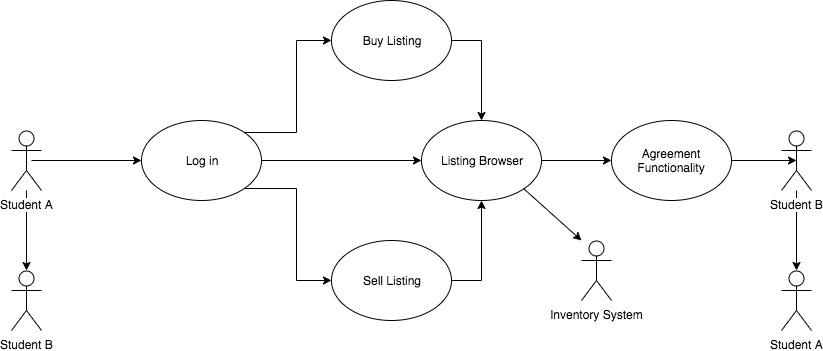 Buy Listing
Student A
Log in
Listing Browser
Agreement
Functionality
Student B
Sell Listing
Inventory System
Student B
Student A